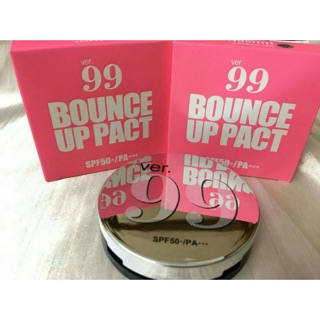 ver.
99
BOUNCE
UP PACT
SPF50+/PA+++
ver.
99
BOUNCE
UP PACT
SPF50+/PA+++
ver.
99
SPF50+/PA+++